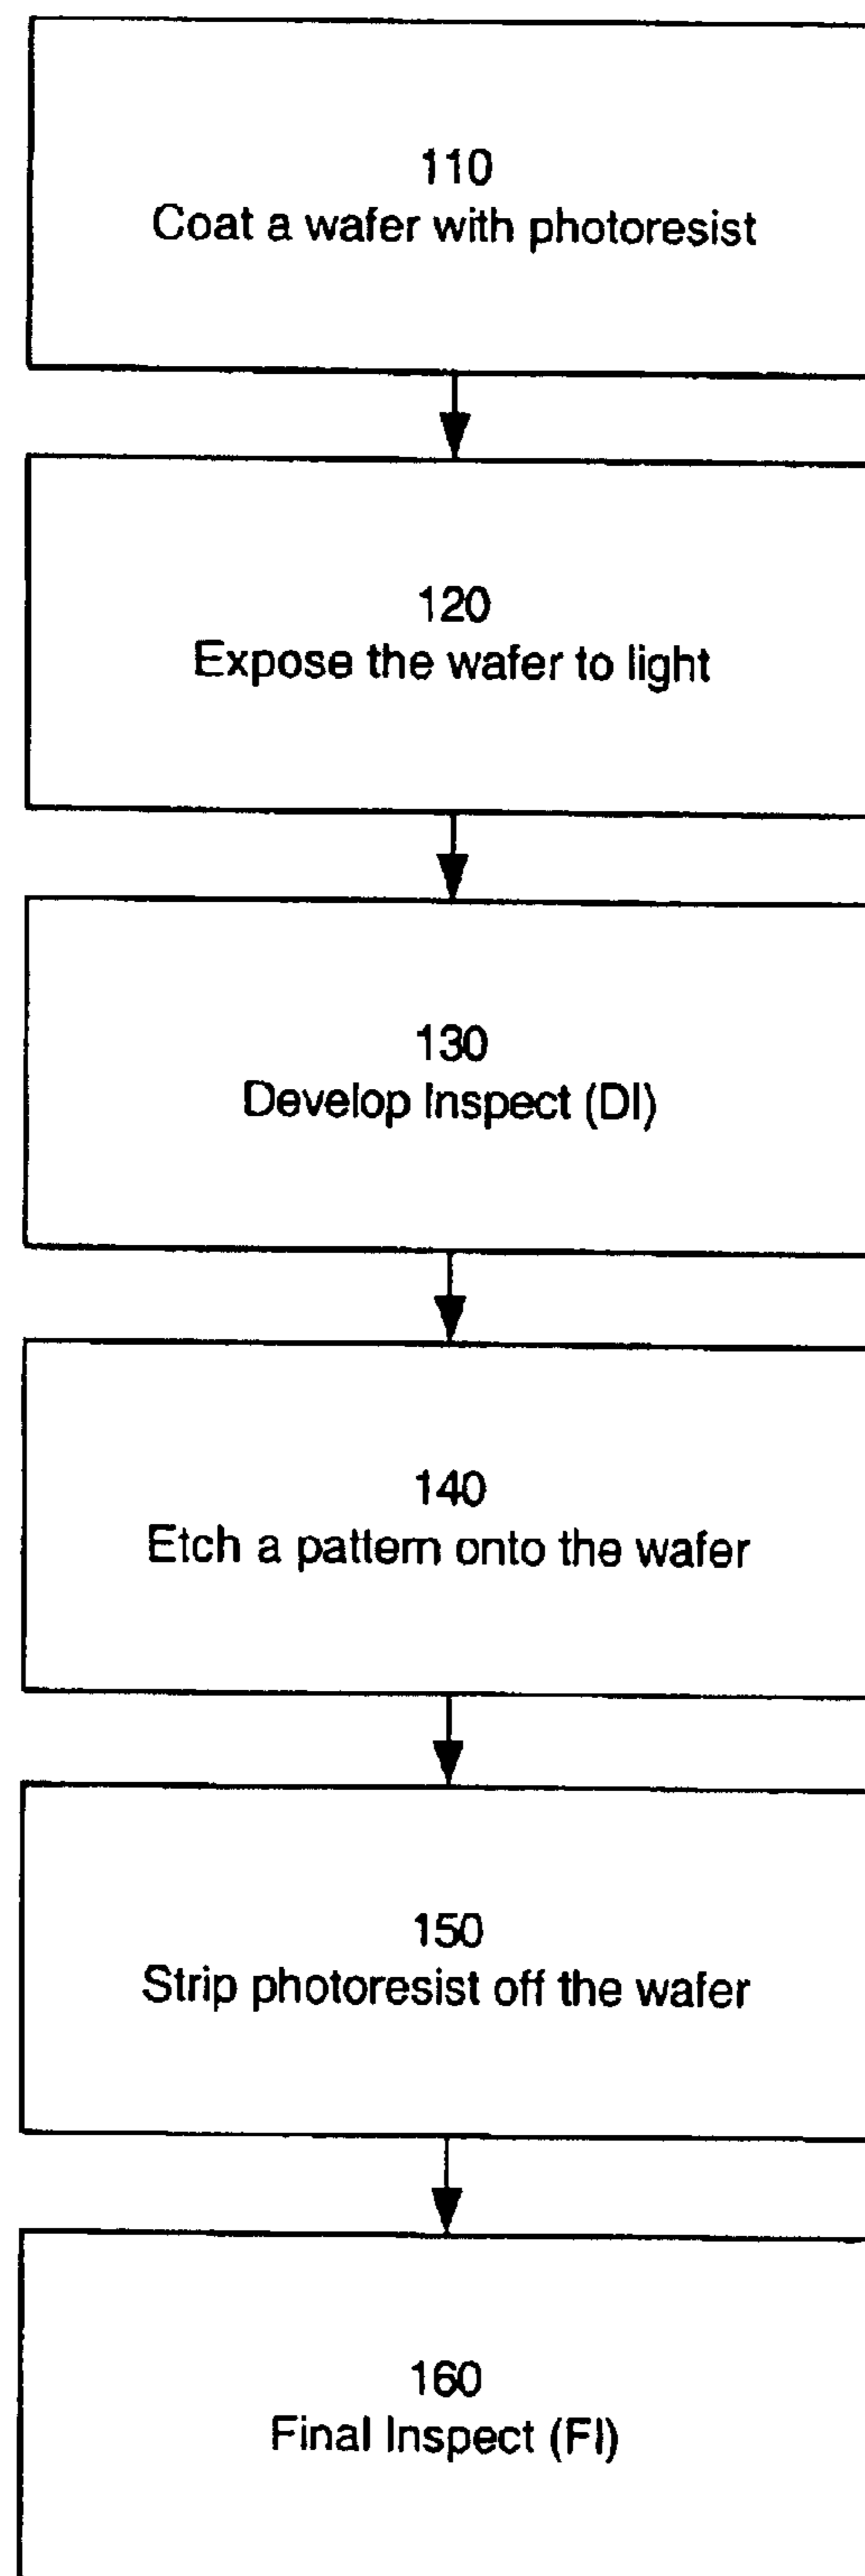 110
Coat a wafer with photoresist
120
Expose the wafer to light
130
Develop Inspect (DI)
140
Etch a pattern onto the wafer
150
Strip photoresist off the wafer
160
Final Inspect (FI)